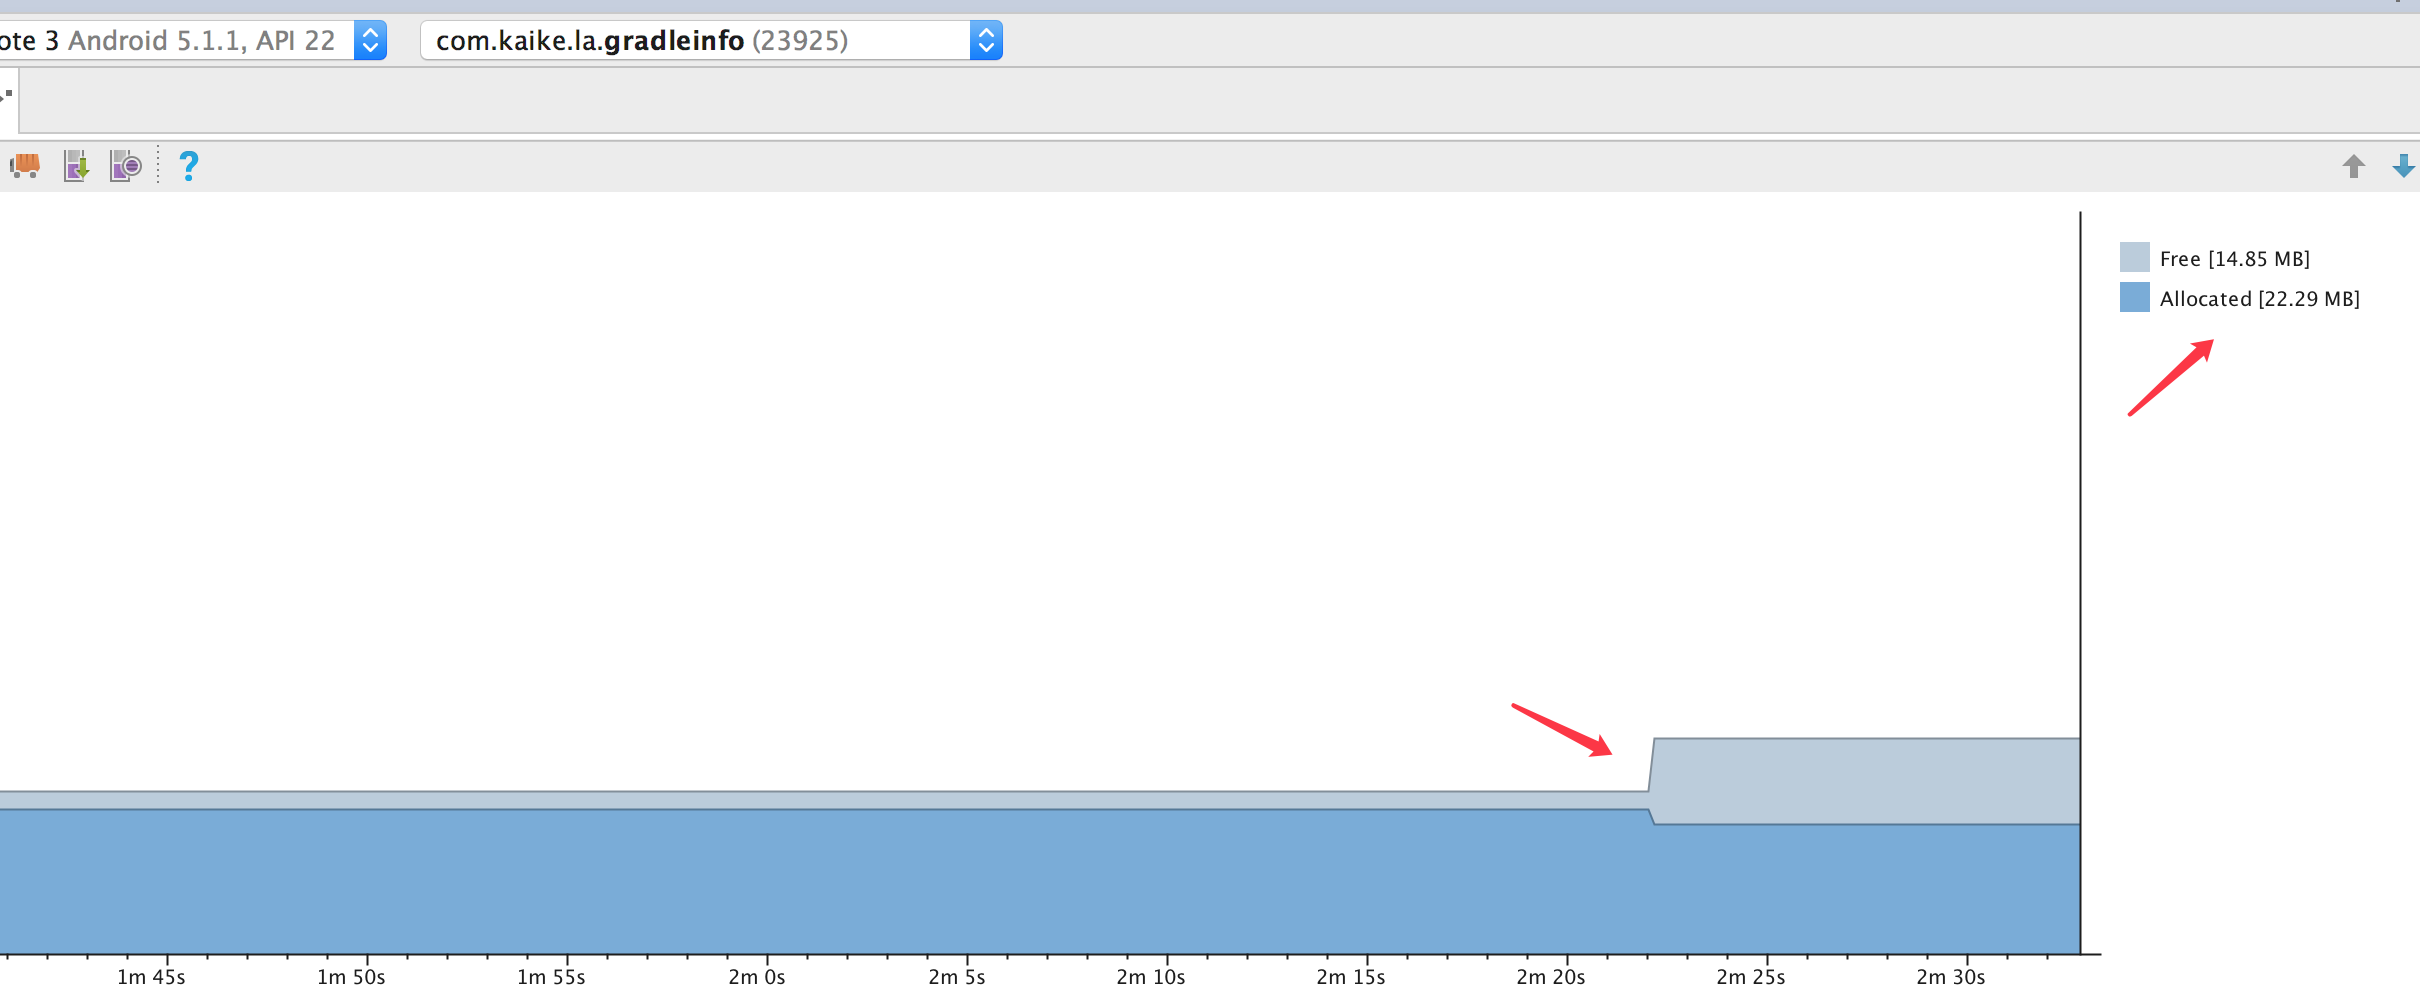 ote 3 Android 5.1.1, API 22 com.kaike.la.gradleinfo (23925)
?
Free [14.85 MB]
Allocated [22.29 MB]
1m 45s 1m 50s 1m 55s 2m 0s 2m 5s 2m 10s 2m 15s 2m 20s 2m 25s 2m 30s